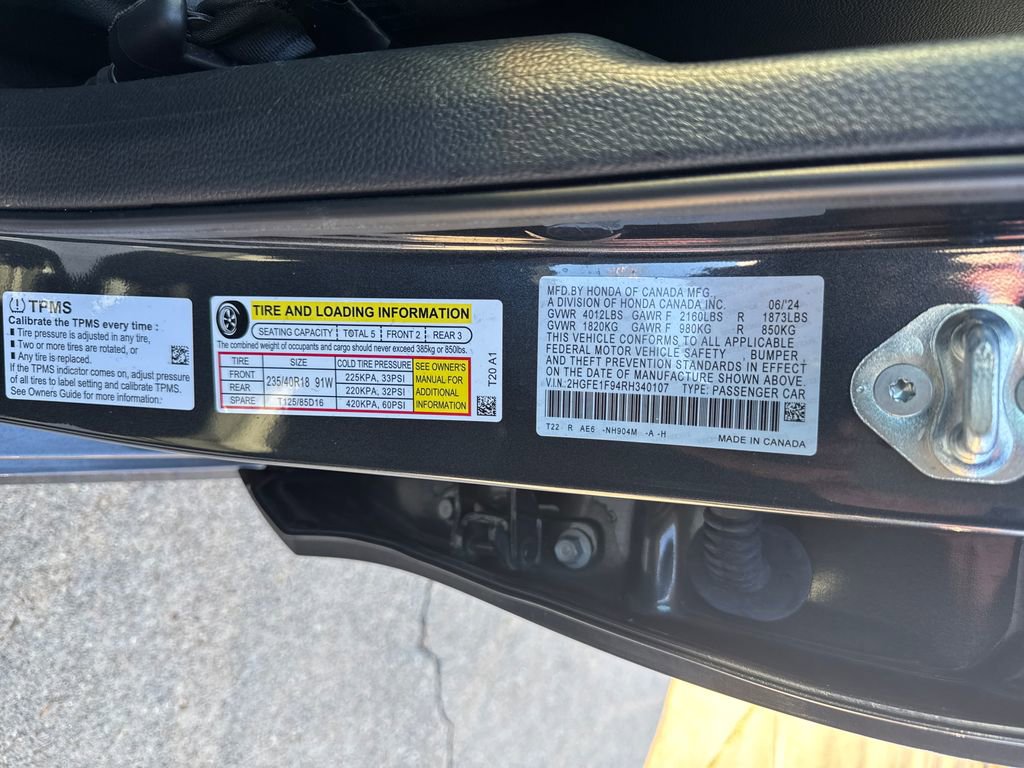 TPMS
Calibrate the TPMS every time :
■ Tire pressure is adjusted in any tire,
■ Two or more tires are rotated, or
■ Any tire is replaced.
If the TPMS indicator comes on, adjust pressure
of all tires to label setting and calibrate TPMS.
See Owners Guide for more information.
TIRE AND LOADING INFORMATION
SEATING CAPACITY TOTAL 5 FRONT 2 REAR 3
The combined weight of occupants and cargo should never exceed 385kg or 850lbs.
TIRE SIZE COLD TIRE PRESSURE
FRONT 235/40R18 91W 225KPA, 33PSI
REAR 220KPA, 32PSI
SPARE T125/85D16 420KPA, 60PSI
SEE OWNER'S
MANUAL FOR
ADDITIONAL
INFORMATION
T20 A1
MFD.BY HONDA OF CANADA MFG.,
A DIVISION OF HONDA CANADA INC. 06/'24
GVWR 4012LBS GAWR F 2160LBS R 1873LBS
GVWR 1820KG GAWR F 980KG R 850KG
THIS VEHICLE CONFORMS TO ALL APPLICABLE
FEDERAL MOTOR VEHICLE SAFETY , BUMPER ,
AND THEFT PREVENTION STANDARDS IN EFFECT
ON THE DATE OF MANUFACTURE SHOWN ABOVE.
V.I.N:2HGFE1F94RH340107 TYPE: PASSENGER CAR
T22 R AE6 -NH904M -A -H
MADE IN CANADA